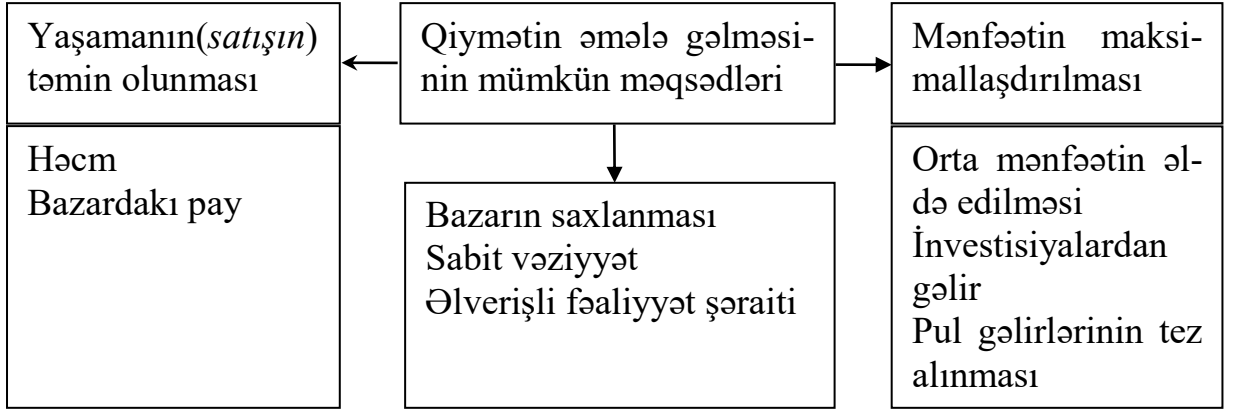 Yaşamanın(satışın)
təmin olunması
Həcm
Bazardakı pay
Qiymətin əmələ gəlməsi-
nin mümkün məqsədləri
Bazarın saxlanması
Sabit vəziyyət
Əlverişli fəaliyyət şəraiti
Mənfəətin maksi-
mallaşdırılması
Orta mənfəətin əl-
də edilməsi
İnvestisiyalardan
gəlir
Pul gəlirlərinin tez
alınması